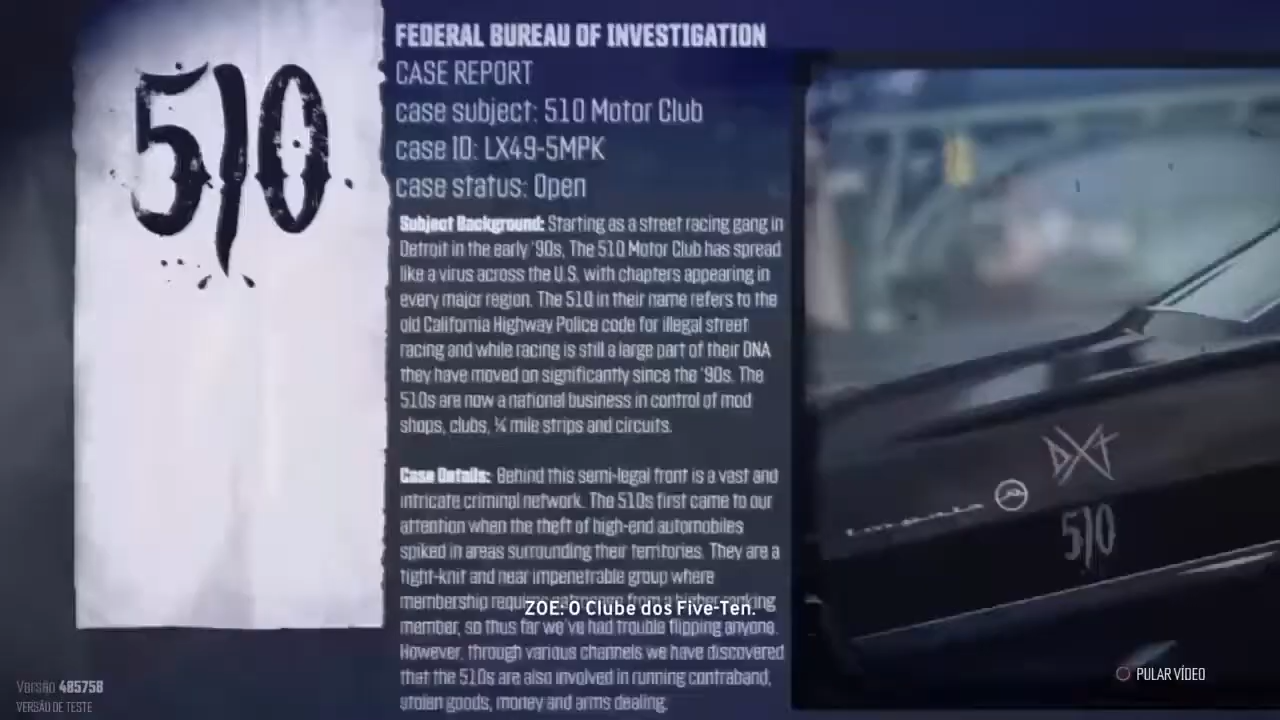 510
FEDERAL BUREAU OF INVESTIGATION
CASE REPORT
case subject: 510 Motor Club
case ID: LX49-5MPK
case status: Open
Subject Background: Starting as a street racing gang in
Detroit in the early '90s, The 510 Motor Club has spread
like a virus across the U.S. with chapters appearing in
every major region. The 510 in their name refers to the
old California Highway Police code for illegal street
racing and while racing is still a large part of their DNA
they have moved on significantly since the '90s. The
510s are now a national business in control of mod
shops, clubs, ¼ mile strips and circuits.
Case Details: Behind this semi-legal front is a vast and
intricate criminal network. The 510s first came to our
attention when the theft of high-end automobiles
spiked in areas surrounding their territories. They are a
tight-knit and near impenetrable group where
membership requires patronage from a higher ranking
ZOE: O Clube dos Five-Ten.
member, so thus far we've had trouble flipping anyone.
However, through various channels we have discovered
that the 510s are also involved in running contraband,
stolen goods, money and arms dealing.
Impala
510
PULAR VÍDEO
Versão 485758
VERSÃO DE TESTE